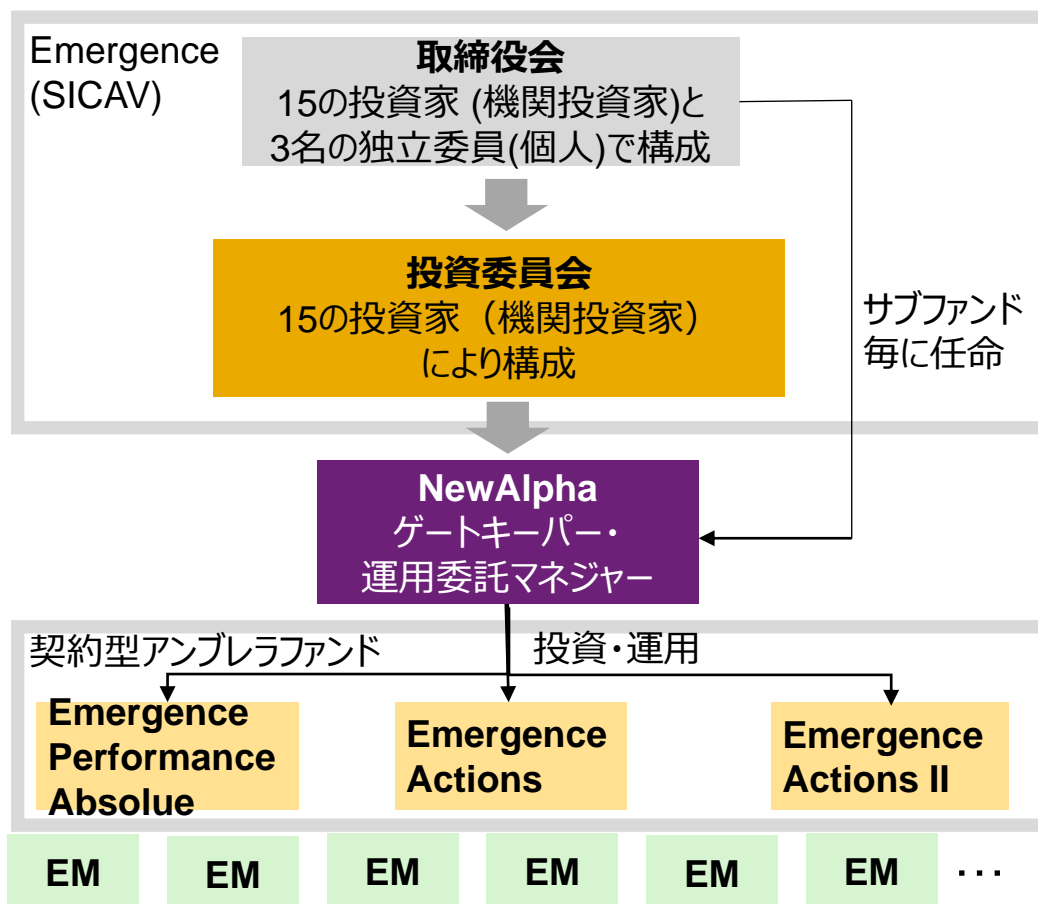 Emergence
(SICAV)
取締役会
15の投資家 (機関投資家)と
3名の独立委員(個人)で構成
投資委員会
15の投資家（機関投資家）
により構成
サブファンド
毎に任命
NewAlpha
ゲートキーパー・
運用委託マネジャー
契約型アンブレラファンド
投資・運用
Emergence
Performance
Absolue
Emergence
Actions
Emergence
Actions II
EM
EM
EM
EM
EM
EM
･･･